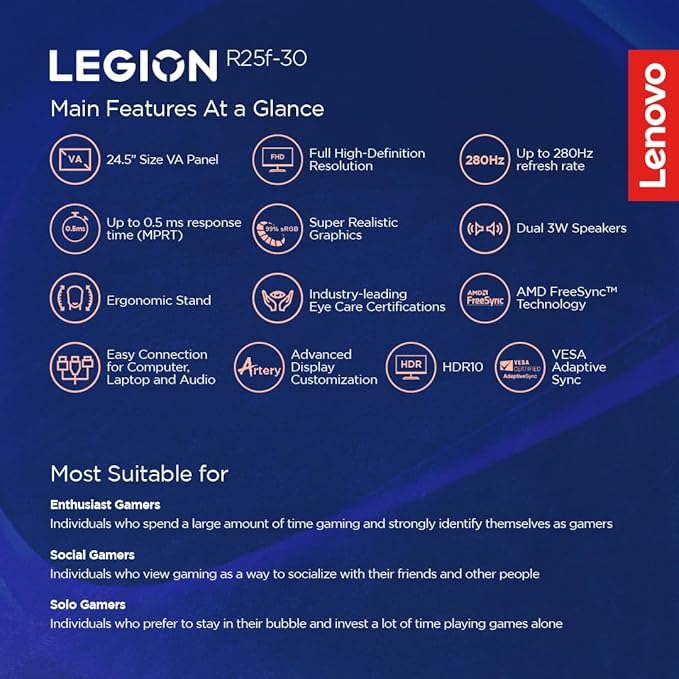 LEGION R25f-30
Lenovo
Main Features At a Glance
VA
24.5" Size VA Panel
FHD
Full High-Definition
Resolution
280Hz
Up to 280Hz
refresh rate
0.5ms
Up to 0.5 ms response
time (MPRT)
99% sRGB
Super Realistic
Graphics
Dual 3W Speakers
Ergonomic Stand
Industry-leading
Eye Care Certifications
AMD
FreeSync
AMD FreeSync™
Technology
Easy Connection
for Computer,
Laptop and Audio
Artery
Advanced
Display
Customization
HDR
HDR10
VESA
CERTIFIED
AdaptiveSync
VESA
Adaptive
Sync
Most Suitable for
Enthusiast Gamers
Individuals who spend a large amount of time gaming and strongly identify themselves as gamers
Social Gamers
Individuals who view gaming as a way to socialize with their friends and other people
Solo Gamers
Individuals who prefer to stay in their bubble and invest a lot of time playing games alone